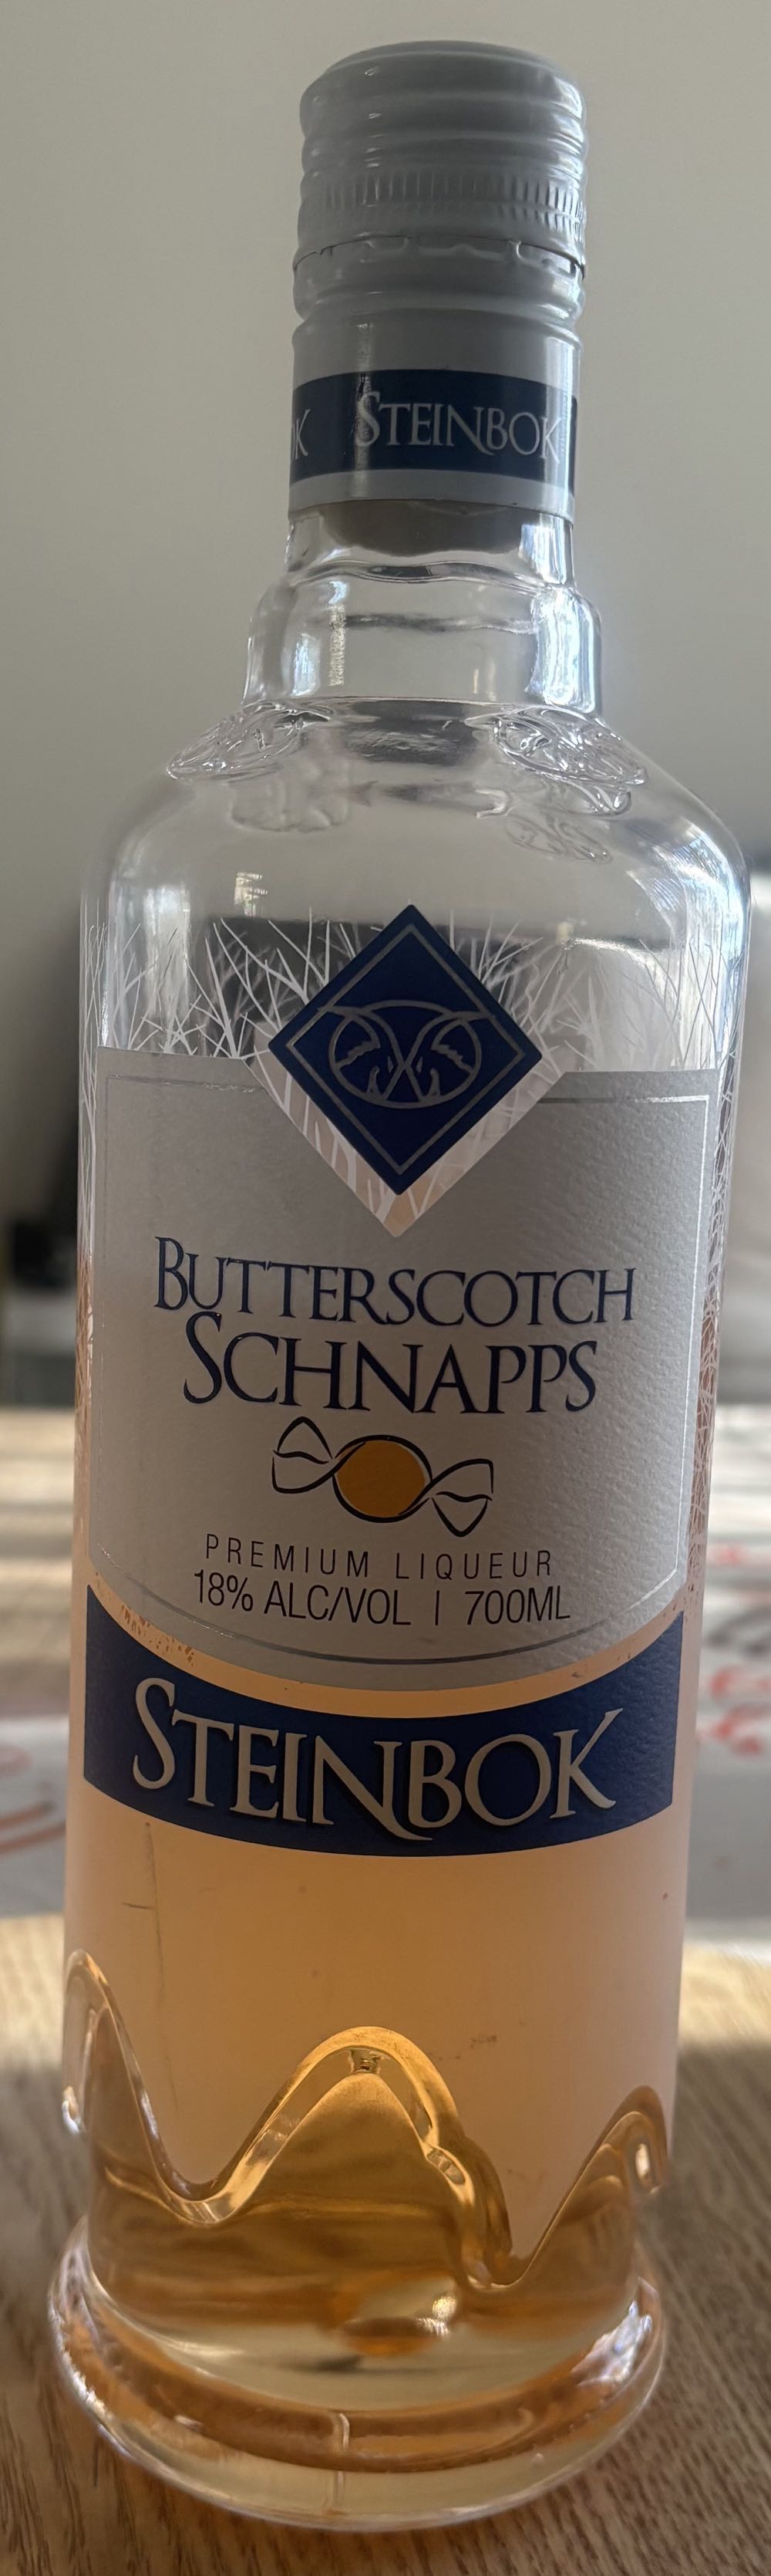 K STEINBOK
BUTTERSCOTCH
SCHNAPPS
PREMIUM LIQUEUR
18% ALC/VOL | 700ML
STEINBOK